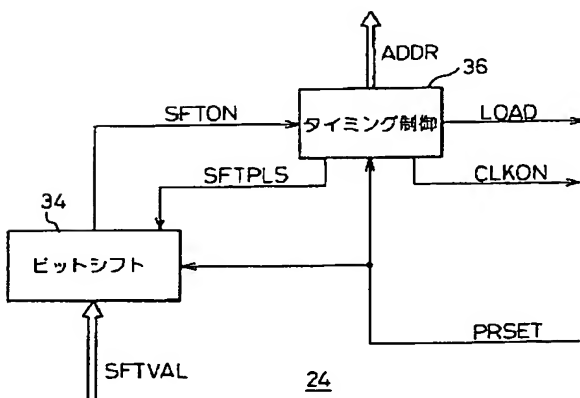 ADDR
36
SFTON
タイミング制御
LOAD
SFTPLS
CLKON
34
ビットシフト
PRSET
SFTVAL
24